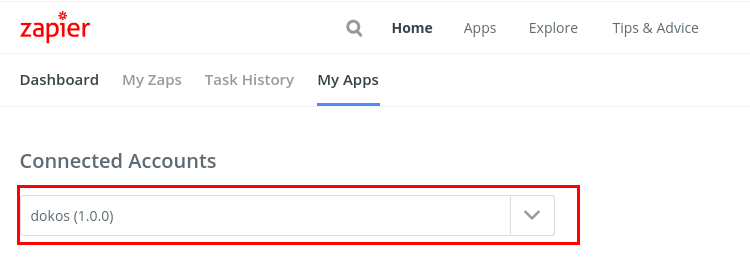 zapier Home Apps Explore Tips & Advice
Dashboard My Zaps Task History My Apps
Connected Accounts
dokos (1.0.0)